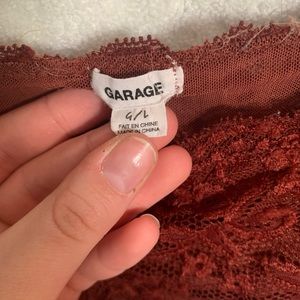 GARAGE
G/L
FAIT EN CHINE
MADE IN CHINA